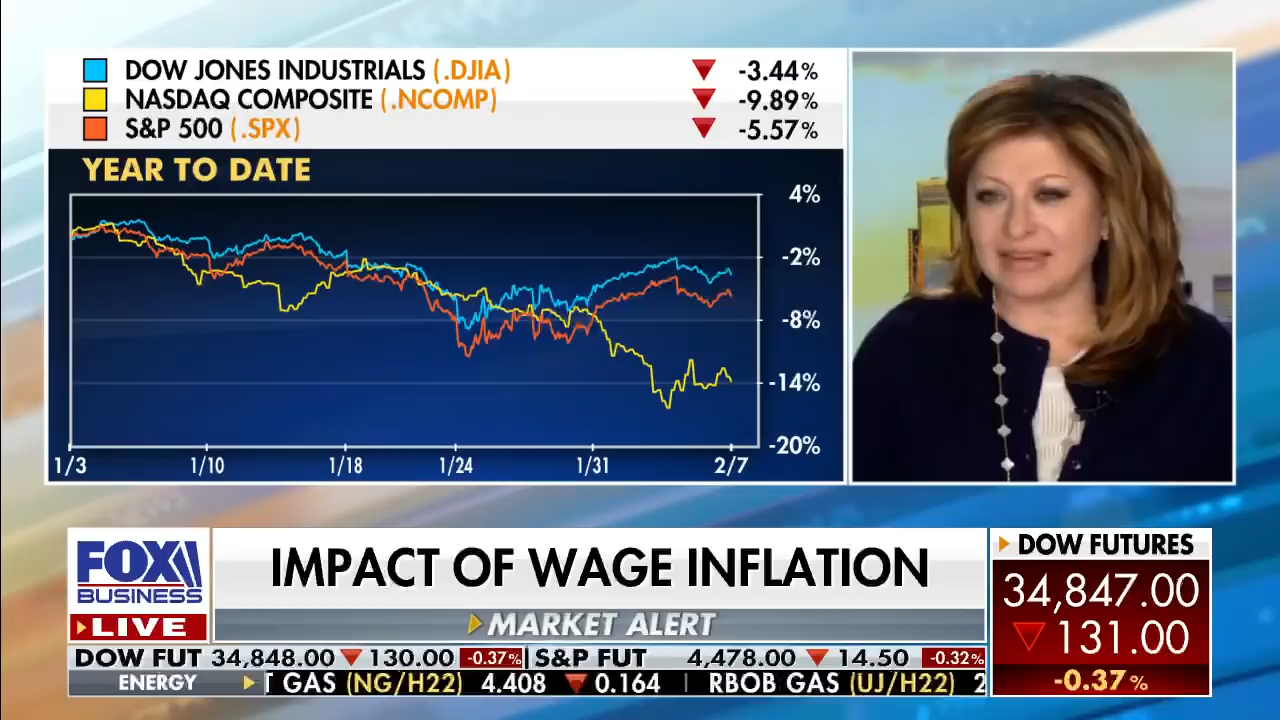 DOW JONES INDUSTRIALS (.DJIA) -3.44%
NASDAQ COMPOSITE (.NCOMP) -9.89%
S&P 500 (.SPX) -5.57%
YEAR TO DATE
4%
-2%
-8%
-14%
-20%
1/3 1/10 1/18 1/24 1/31 2/7
FOX
BUSINESS
LIVE
IMPACT OF WAGE INFLATION
MARKET ALERT
DOW FUTURES
34,847.00
131.00
-0.37%
DOW FUT 34,848.00 130.00 -0.37% S&P FUT 4,478.00 14.50 -0.32%
ENERGY GAS (NG/H22) 4.408 0.164 RBOB GAS (UJ/H22) 2